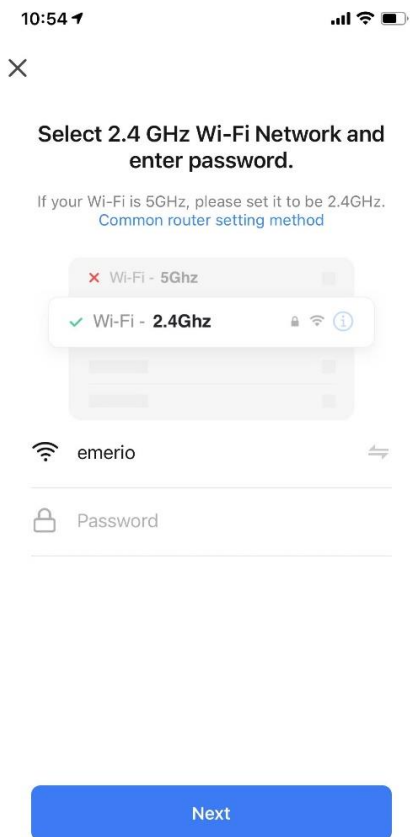 10:54
Select 2.4 GHz Wi-Fi Network and
enter password.
If your Wi-Fi is 5GHz, please set it to be 2.4GHz.
Common router setting method
Wi-Fi - 5Ghz
Wi-Fi - 2.4Ghz
emerio
Password
Next